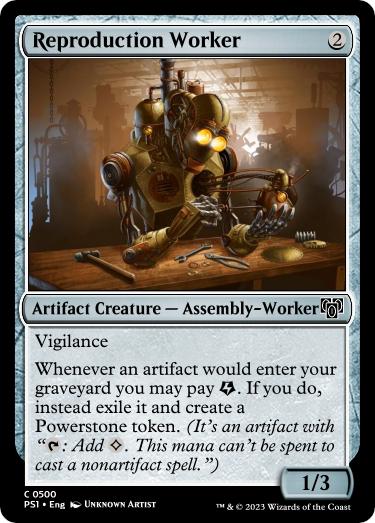 Reproduction Worker 2
Artifact Creature — Assembly-Worker
Vigilance
Whenever an artifact would enter your
graveyard you may pay. If you do,
instead exile it and create a
Powerstone token. (It's an artifact with
": Add . This mana can't be spent to
cast a nonartifact spell.")
1/3
C 0500
PS1 • Eng Unknown Artist
™ & © 2023 Wizards of the Coast